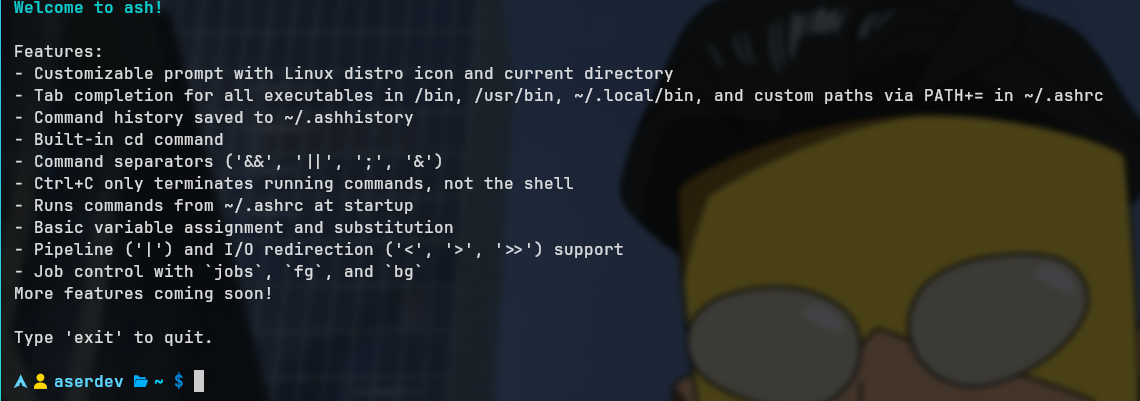 Welcome to ash!
Features:
- Customizable prompt with Linux distro icon and current directory
- Tab completion for all executables in /bin, /usr/bin, ~/.local/bin, and custom paths via PATH+= in ~/.ashrc
- Command history saved to ~/.ashhistory
- Built-in cd command
- Command separators ('&&', '||', ';', '&')
- Ctrl+C only terminates running commands, not the shell
- Runs commands from ~/.ashrc at startup
- Basic variable assignment and substitution
- Pipeline ('|') and I/O redirection ('<', '>', '>>') support
- Job control with `jobs`, `fg`, and `bg`
More features coming soon!
Type 'exit' to quit.
aserdev ~ $